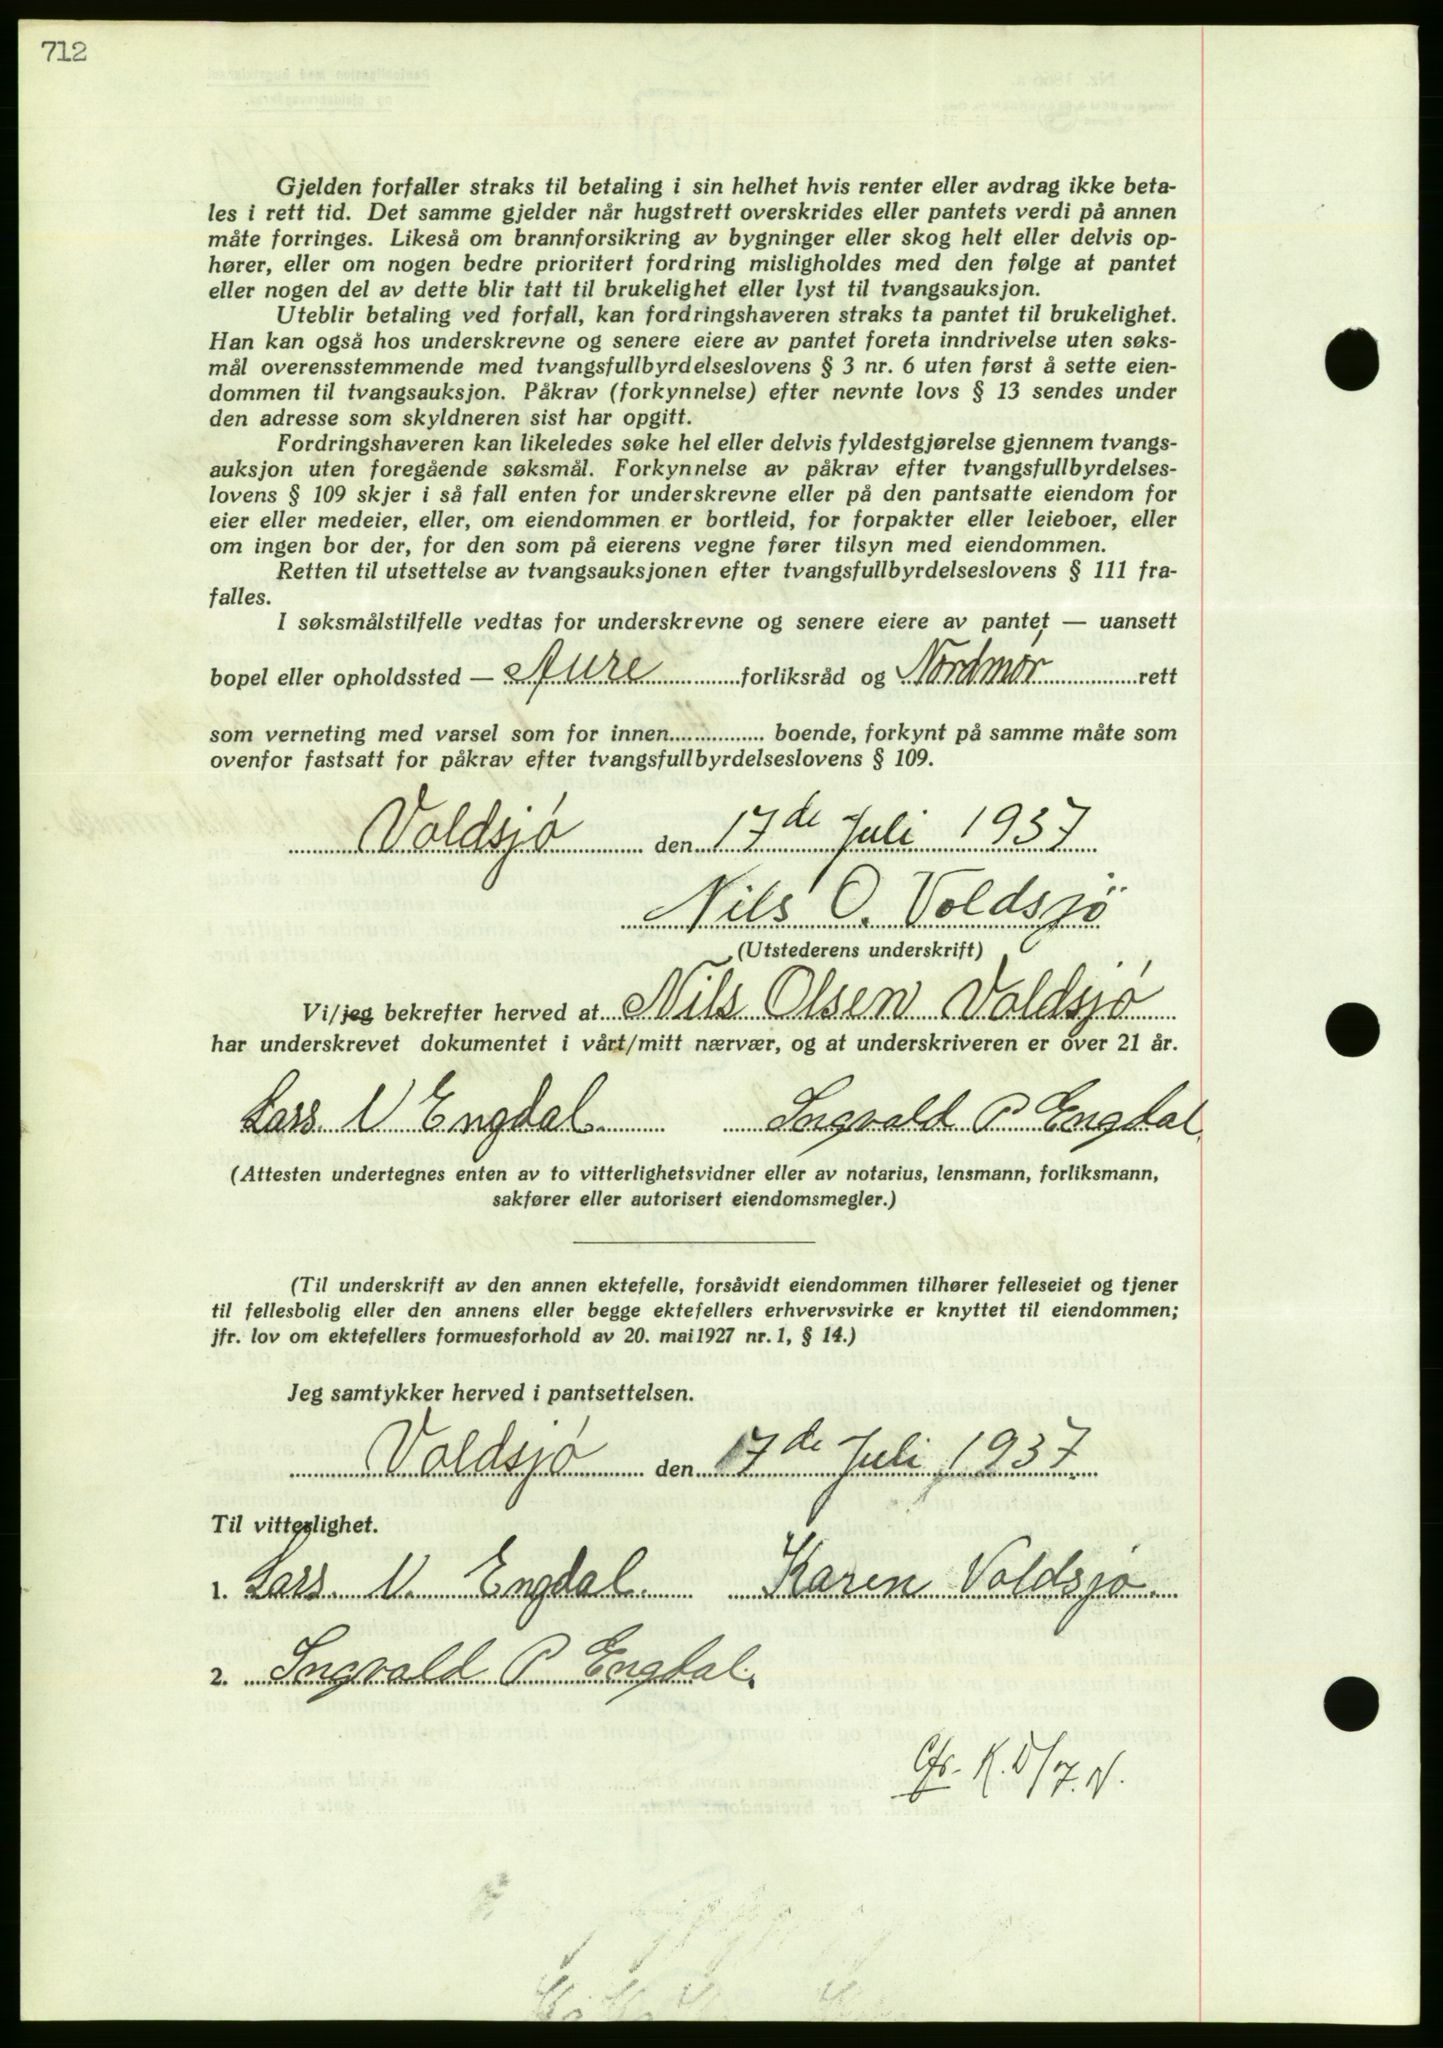 712
Gjelden forfaller straks til betaling i sin helhet hvis renter eller avdrag ikke beta-
les i rett tid. Det samme gjelder når hugstrett overskrides eller pantets verdi på annen
måte forringes. Likeså om brannforsikring av bygninger eller skog helt eller delvis op-
hører, eller om nogen bedre prioritert fordring misligholdes med den følge at pantet
eller nogen del av dette blir tatt til brukelighet eller lyst til tvangsauksjon.
Uteblir betaling ved forfall, kan fordringshaveren straks ta pantet til brukelighet.
Han kan også hos underskrevne og senere eiere av pantet foreta inndrivelse uten søks-
mål overensstemmende med tvangsfullbyrdelseslovens § 3 nr. 6 uten først å sette eien-
dommen til tvangsauksjon. Påkrav (forkynnelse) efter nevnte lovs § 13 sendes under
den adresse som skyldneren sist har opgitt.
Fordringshaveren kan likeledes søke hel eller delvis fyldestgjørelse gjennem tvangs-
auksjon uten foregående søksmål. Forkynnelse av påkrav efter tvangsfullbyrdelses-
lovens § 109 skjer i så fall enten for underskrevne eller på den pantsatte eiendom for
eier eller medeier, eller, om eiendommen er bortleid, for forpakter eller leieboer, eller
om ingen bor der, for den som på eierens vegne fører tilsyn med eiendommen.
Retten til utsettelse av tvangsauksjonen efter tvangsfullbyrdelseslovens § 111 fra-
falles.
I søksmålstilfelle vedtas for underskrevne og senere eiere av pantet — uansett
bopel eller opholdssted — Aure forliksråd og Nordmør rett
som verneting med varsel som for innen................ boende, forkynt på samme måte som
ovenfor fastsatt for påkrav efter tvangsfullbyrdelseslovens § 109.
Voldsjø den 17de Juli 1937
Nils O. Voldsjö
(Utstederens underskrift)
Vi/jeg bekrefter herved at Nils Olsen Voldsjø
har underskrevet dokumentet i vårt/mitt nærvær, og at underskriveren er over 21 år.
Lars N Engdal. Ingvald P Engdal.
(Attesten undertegnes enten av to vitterlighetsvidner eller av notarius, lensmann, forliksmann,
sakfører eller autorisert eiendomsmegler.)
(Til underskrift av den annen ektefelle, forsåvidt eiendommen tilhører felleseiet og tjener
til fellesbolig eller den annens eller begge ektefellers erhvervsvirke er knyttet til eiendommen;
jfr. lov om ektefellers formuesforhold av 20. mai 1927 nr. 1, § 14.)
Jeg samtykker herved i pantsettelsen.
Voldsjø den 17de Juli 1937.
Til vitterlighet.
1. Lars. N. Engdal. Karen Voldsjø.
2. Ingvald P Engdal.